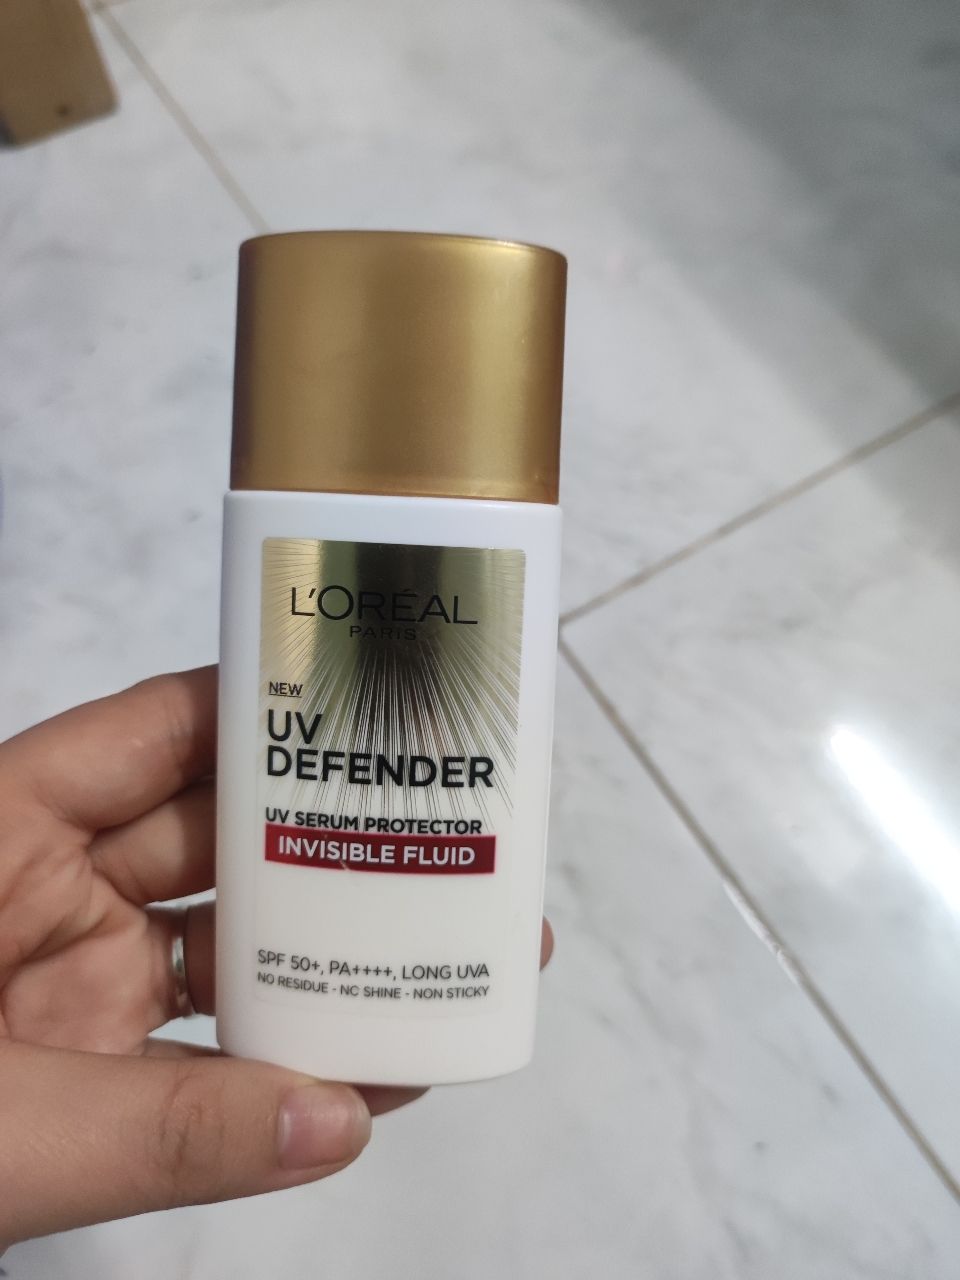 L'ORÉAL
PARIS
NEW
UV
DEFENDER
UV SERUM PROTECTOR
INVISIBLE FLUID
SPF 50+, PA++++, LONG UVA
NO RESIDUE - NO SHINE - NON STICKY